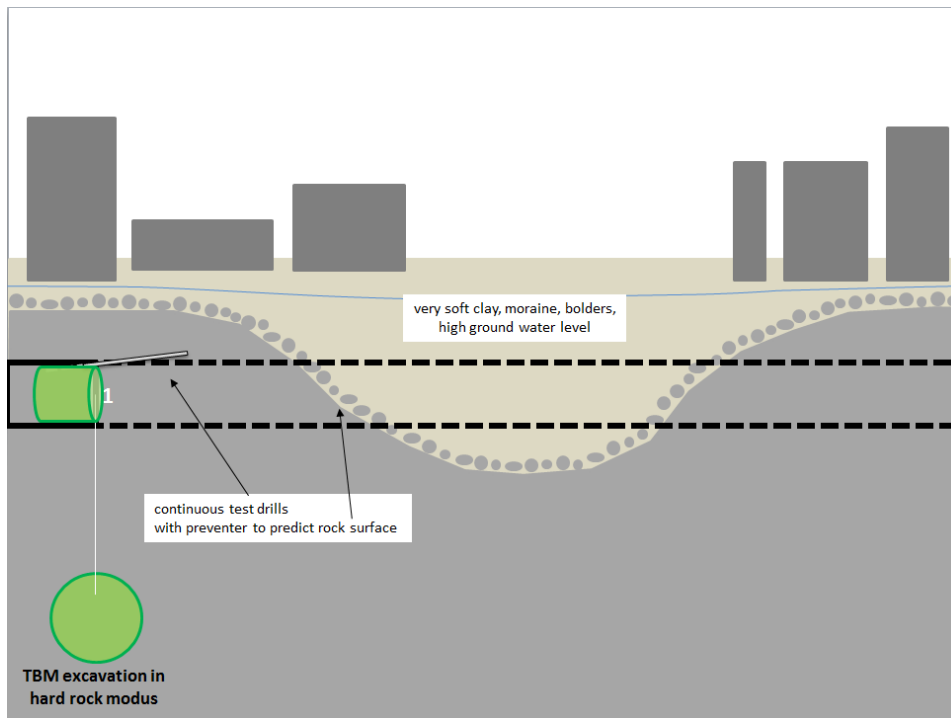 very soft clay, moraine, bolders,
high ground water level
1
continuous test drills
with preventer to predict rock surface
TBM excavation in
hard rock modus